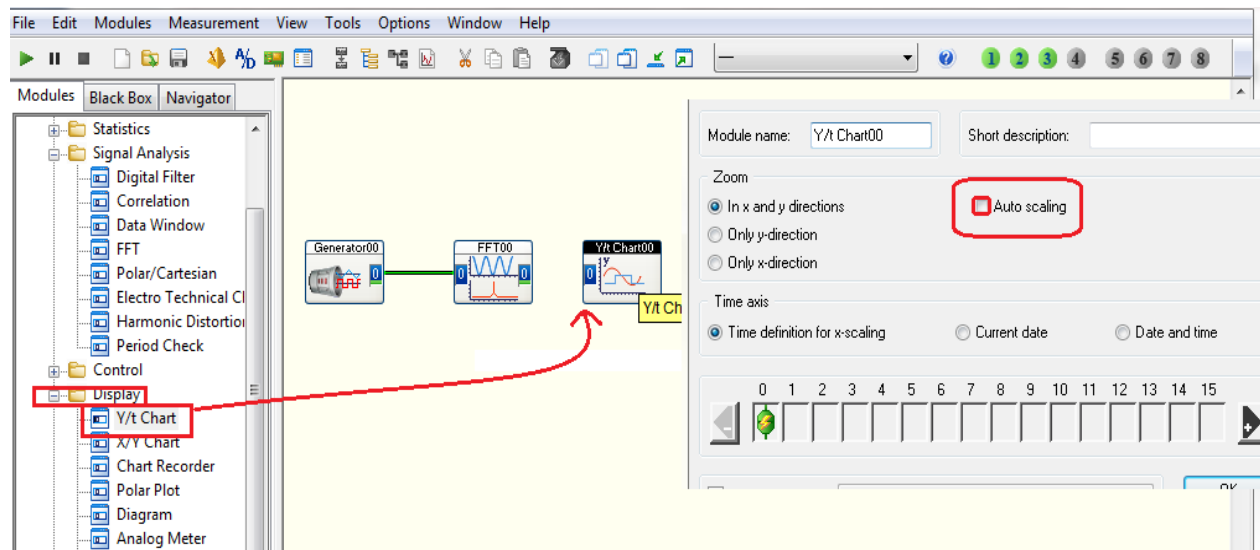 File Edit Modules Measurement View Tools Options Window Help
1 2 3 4 5 6 7 8
Modules Black Box Navigator
Statistics
Signal Analysis
Digital Filter
Correlation
Data Window
FFT
Polar/Cartesian
Electro Technical Cl
Harmonic Distortion
Period Check
Control
Display
Y/t Chart
X/Y Chart
Chart Recorder
Polar Plot
Diagram
Analog Meter
Generator00
0
FFT00
0 0
Y/t Chart00
0
Y
Y/t Ch
Module name: Y/t Chart00 Short description:
Zoom
In x and y directions Auto scaling
Only y-direction
Only x-direction
Time axis
Time definition for x-scaling Current date Date and time
0 1 2 3 4 5 6 7 8 9 10 11 12 13 14 15